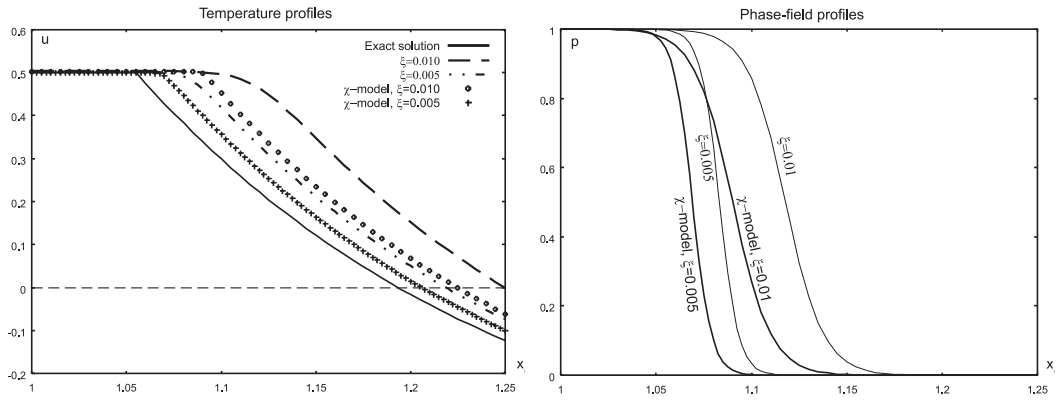 Temperature profiles
u
0.6
0.5
0.4
0.3
0.2
0.1
0
-0.1
-0.2
1
1.05
1.1
1.15
1.2
1.25
x
Exact solution
ξ=0.010
ξ=0.005
χ-model, ξ=0.010
χ-model, ξ=0.005
Phase-field profiles
p
1
0.8
0.6
0.4
0.2
0
1
1.05
1.1
1.15
1.2
1.25
x
χ-model, ξ=0.005
ξ=0.005
χ-model, ξ=0.01
ξ=0.01